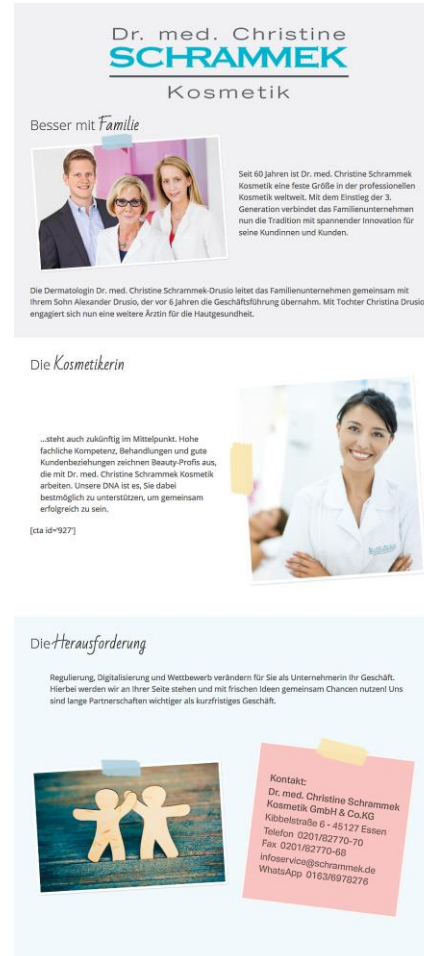 Dr. med. Christine
SCHRAMMEK
Kosmetik
Besser mit Familie
Seit 60 Jahren ist Dr. med. Christine Schrammek
Kosmetik eine feste Größe in der professionellen
Kosmetik weltweit. Mit dem Einstieg der 3.
Generation verbindet das Familienunternehmen
nun die Tradition mit spannender Innovation für
seine Kundinnen und Kunden.
Die Dermatologin Dr. med. Christine Schrammek-Drusio leitet das Familienunternehmen gemeinsam mit
Ihrem Sohn Alexander Drusio, der vor 6 Jahren die Geschäftsführung übernahm. Mit Tochter Christina Drusio
engagiert sich nun eine weitere Ärztin für die Hautgesundheit.
Die Kosmetikerin
...steht auch zukünftig im Mittelpunkt. Hohe
fachliche Kompetenz, Behandlungen und gute
Kundenbeziehungen zeichnen Beauty-Profis aus,
die mit Dr. med. Christine Schrammek Kosmetik
arbeiten. Unsere DNA ist es, Sie dabei
bestmöglich zu unterstützen, um gemeinsam
erfolgreich zu sein.
[cta id='927']
Die Herausforderung
Regulierung, Digitalisierung und Wettbewerb verändern für Sie als Unternehmerin Ihr Geschäft.
Hierbei werden wir an Ihrer Seite stehen und mit frischen Ideen gemeinsam Chancen nutzen! Uns
sind lange Partnerschaften wichtiger als kurzfristiges Geschäft.
Kontakt:
Dr. med. Christine Schrammek
Kosmetik GmbH & Co.KG
Kibbelstraße 6 - 45127 Essen
Telefon 0201/82770-70
Fax 0201/82770-68
infoservice@schrammek.de
WhatsApp 0163/8978276